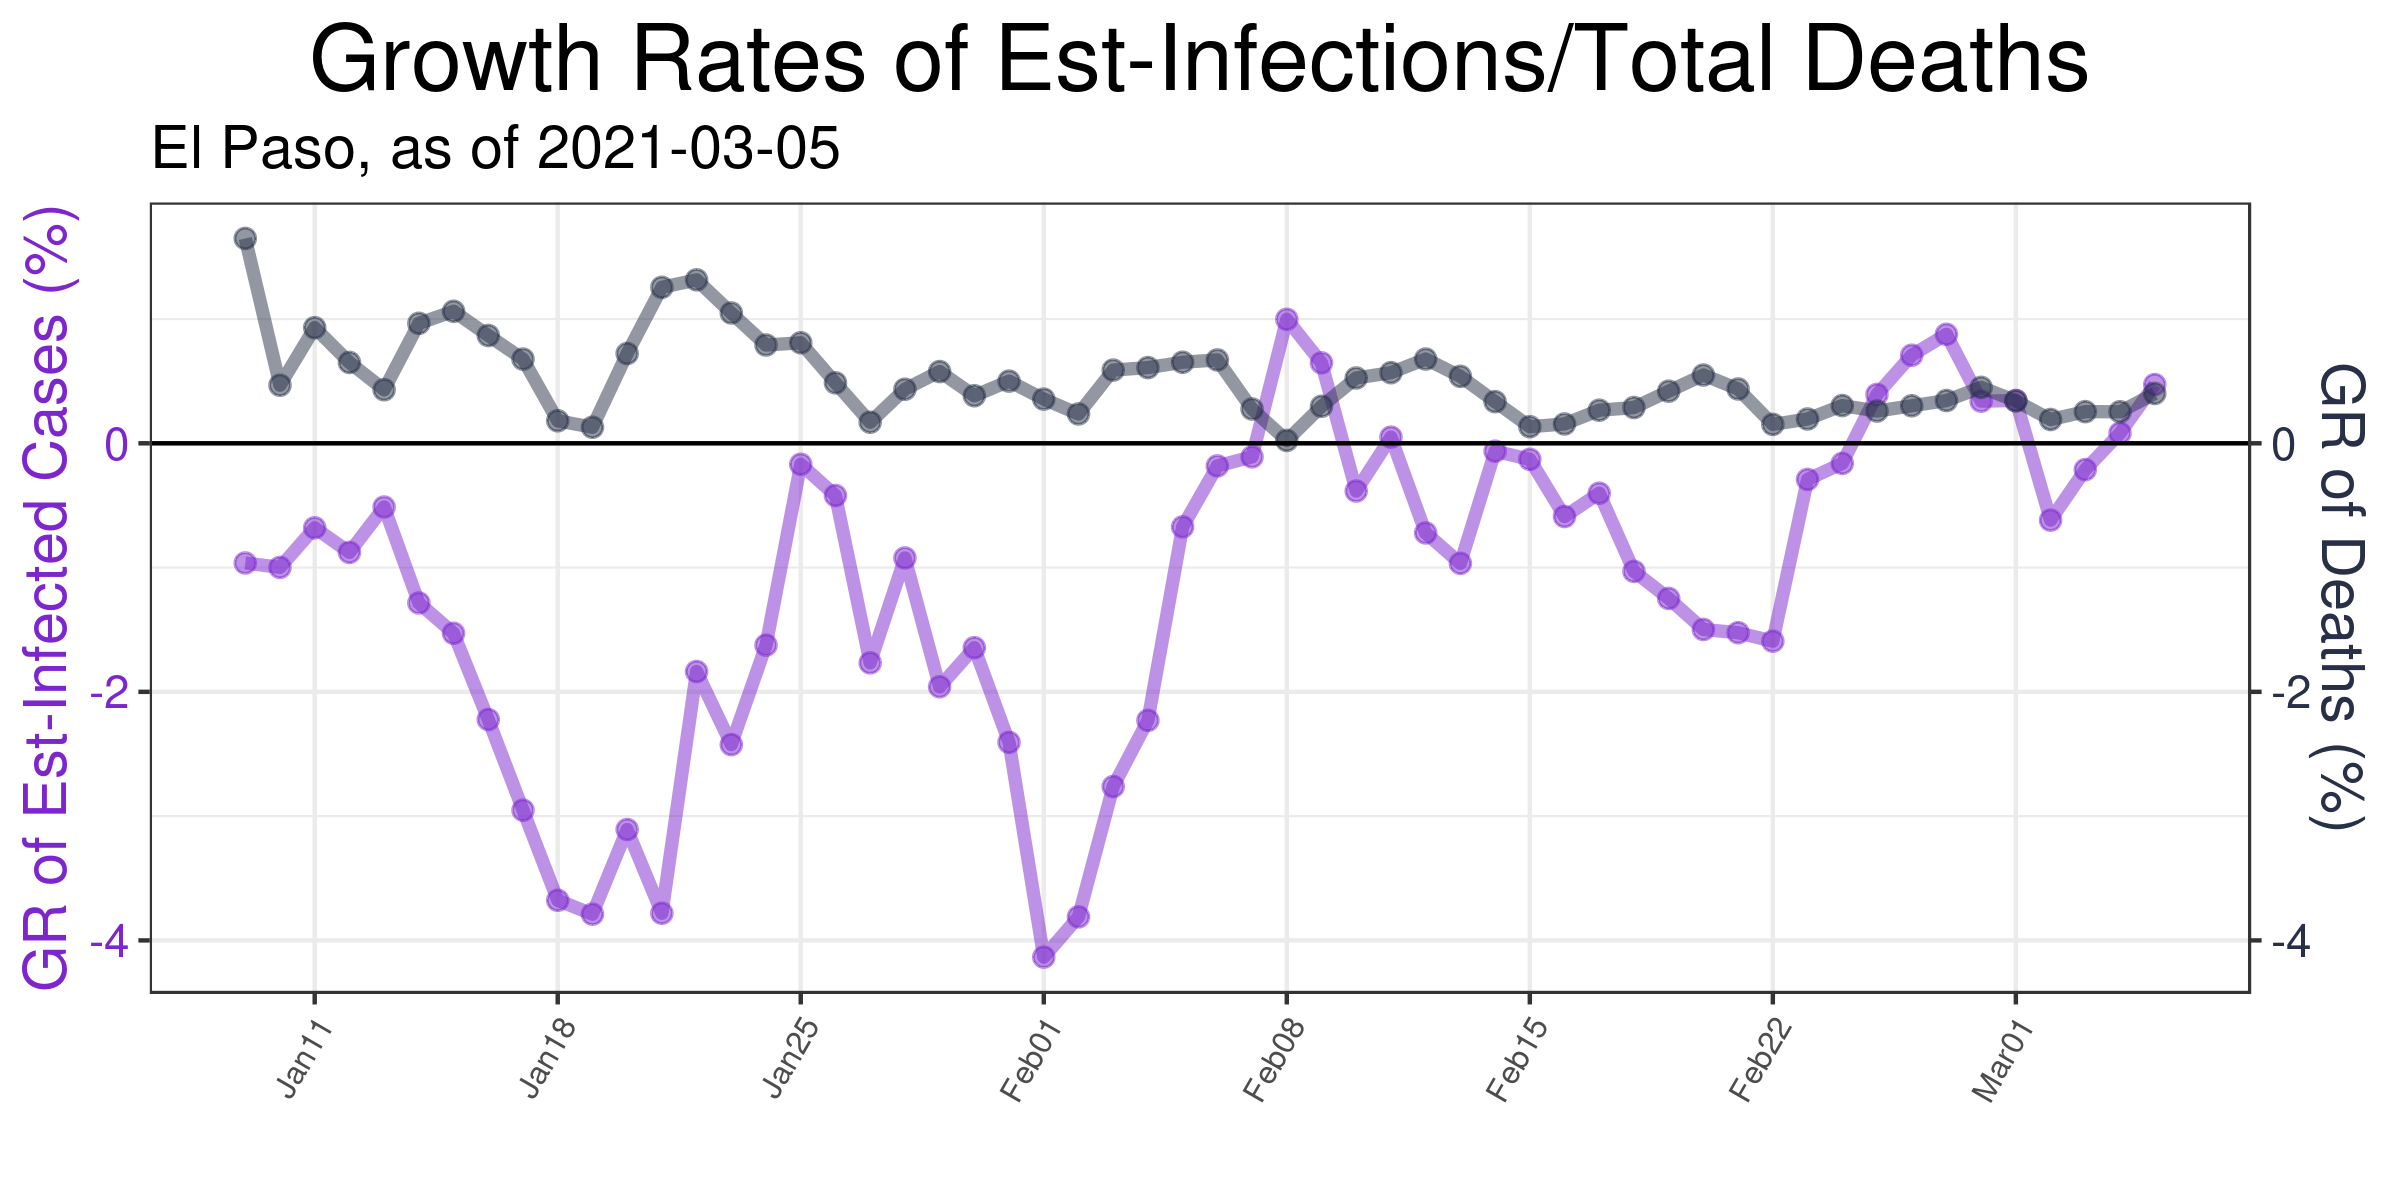 Growth Rates of Est-Infections/Total Deaths
El Paso, as of 2021-03-05
GR of Est-Infected Cases (%)
0
-2
-4
0
-2
-4
GR of Deaths (%)
Jan11
Jan18
Jan25
Feb01
Feb08
Feb15
Feb22
Mar01